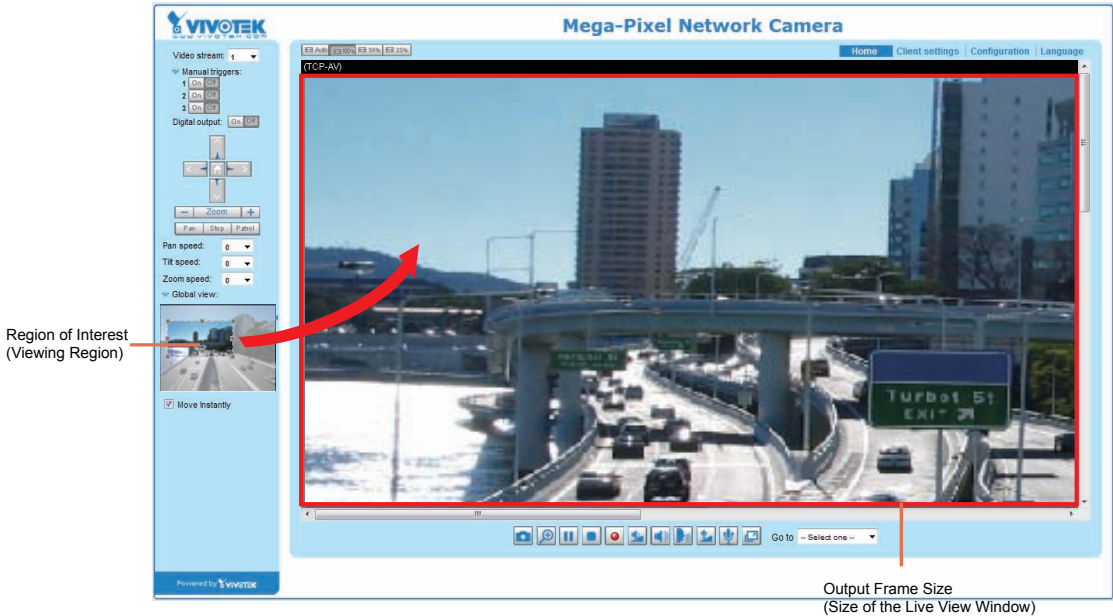 VIVOTEK
WWW.VIVOTEK.COM
Mega-Pixel Network Camera
Video stream: 1
Manual triggers:
1 On Off
2 On Off
3 On Off
Digital output: On Off
Zoom
Pan Stop Patrol
Pan speed: 0
Tilt speed: 0
Zoom speed: 0
Global view:
Region of Interest
(Viewing Region)
Move Instantly
Powered by VIVOTEK
Auto 100% 50% 25%
Home Client settings Configuration Language
(TCP-AV)
Turbot St
EXIT
Go to -- Select one --
Output Frame Size
(Size of the Live View Window)